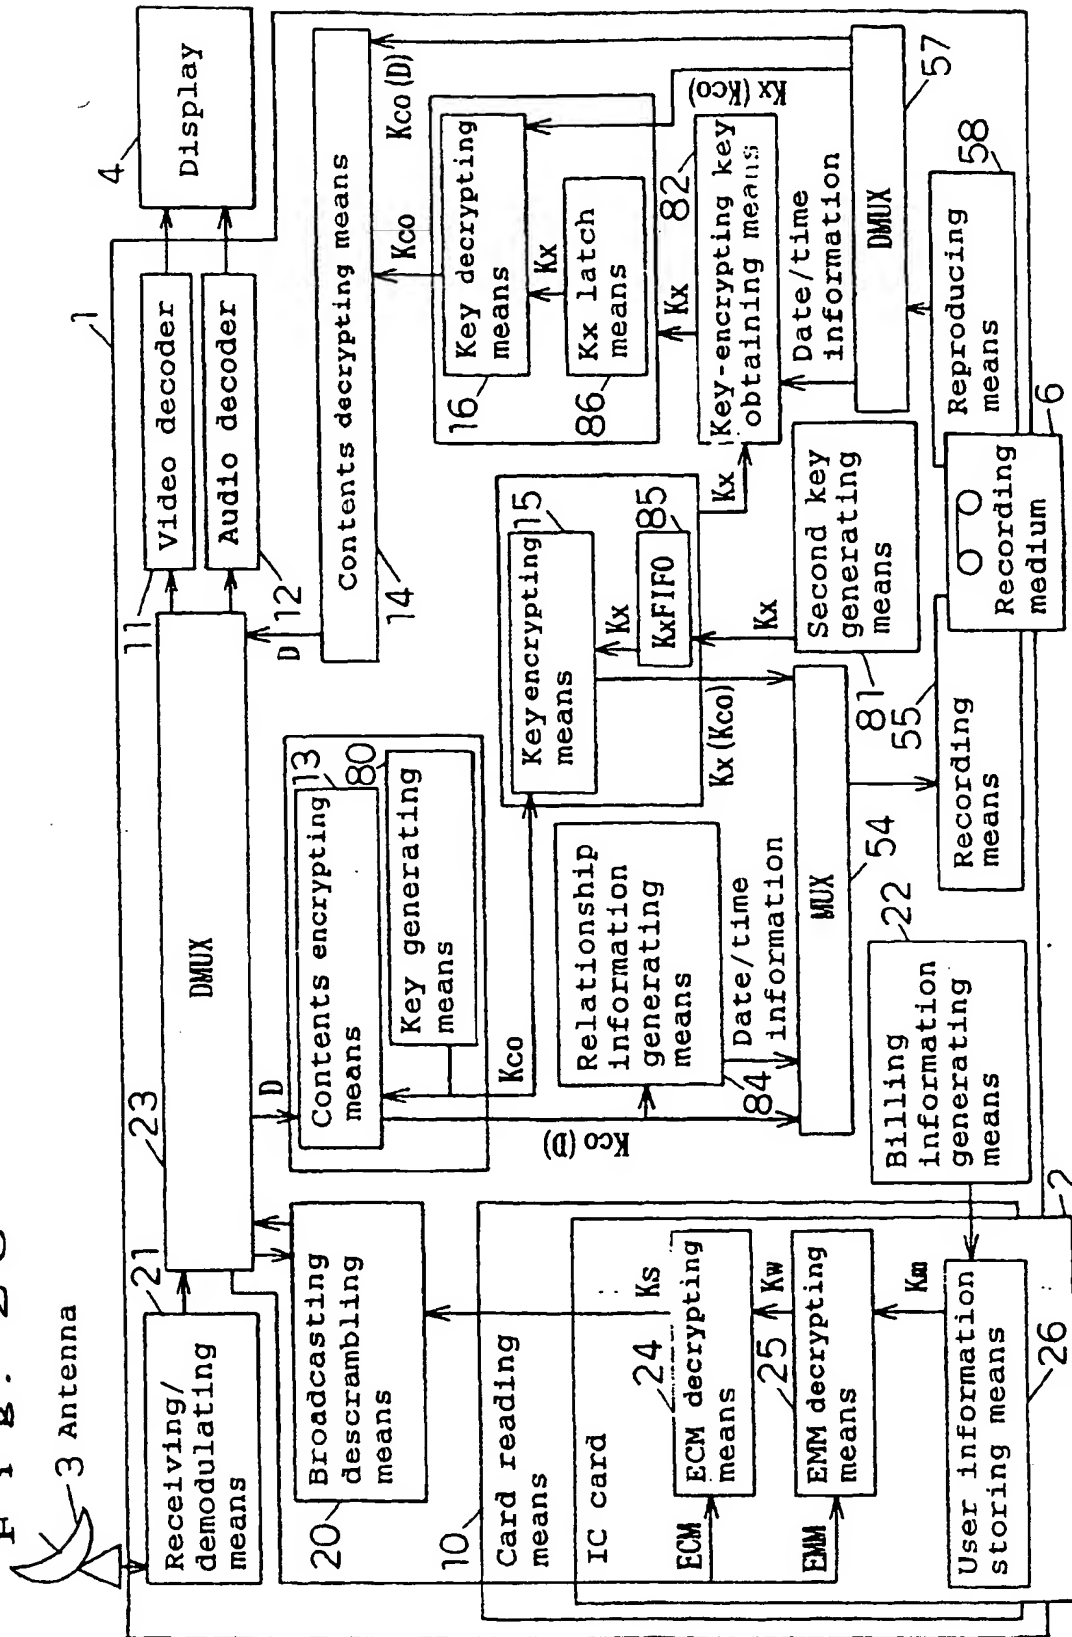 3 Antenna
Receiving/
demodulating
means
21
23
DMUX
11
Video decoder
Audio decoder
12
1
4
Display
D
D
Broadcasting
descrambling
means
20
Contents encrypting
means
13
Key generating
means
80
Kco
Kco (D)
Contents decrypting means
14
Kco (D)
Kco
Key encrypting
means
15
Kx
KxFIFO
85
Kx
Kx (Kco)
Kx
Key decrypting
means
16
Kx
Kx latch
means
86
Kx
Kx (Kco)
Key-encrypting key
obtaining means
82
Date/time
information
DMUX
57
Relationship
information
generating
means
84
Date/time
information
MUX
54
Second key
generating
means
81
Recording
means
55
Recording
medium
6
Reproducing
means
58
10
Card reading
means
IC card
2
Ks
ECM decrypting
means
24
ECM
Kw
EMM decrypting
means
25
EMM
Km
User information
storing means
26
Billing
information
generating
means
22